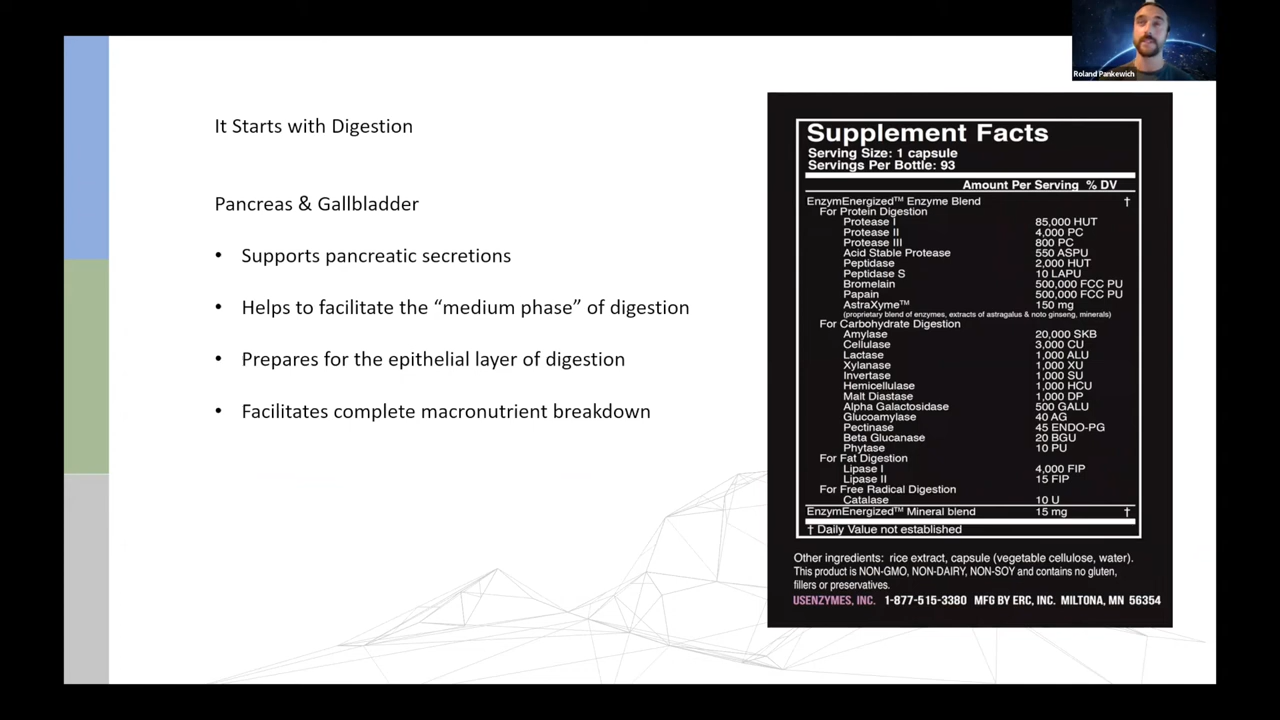 Roland Pankewich
It Starts with Digestion
Pancreas & Gallbladder
• Supports pancreatic secretions
• Helps to facilitate the “medium phase” of digestion
• Prepares for the epithelial layer of digestion
• Facilitates complete macronutrient breakdown
Supplement Facts
Serving Size: 1 capsule
Servings Per Bottle: 93
Amount Per Serving % DV
EnzymEnergized™ Enzyme Blend †
For Protein Digestion
Protease I 85,000 HUT
Protease II 4,000 PC
Protease III 800 PC
Acid Stable Protease 550 ASPU
Peptidase 2,000 HUT
Peptidase S 10 LAPU
Bromelain 500,000 FCC PU
Papain 500,000 FCC PU
AstraXyme™ 150 mg
(proprietary blend of enzymes, extracts of astragalus & noto ginseng, minerals)
For Carbohydrate Digestion
Amylase 20,000 SKB
Cellulase 3,000 CU
Lactase 1,000 ALU
Xylanase 1,000 XU
Invertase 1,000 SU
Hemicellulase 1,000 HCU
Malt Diastase 1,000 DP
Alpha Galactosidase 500 GALU
Glucoamylase 40 AG
Pectinase 45 ENDO-PG
Beta Glucanase 20 BGU
Phytase 10 PU
For Fat Digestion
Lipase I 4,000 FIP
Lipase II 15 FIP
For Free Radical Digestion
Catalase 10 U
EnzymEnergized™ Mineral blend 15 mg †
† Daily Value not established
Other ingredients: rice extract, capsule (vegetable cellulose, water).
This product is NON-GMO, NON-DAIRY, NON-SOY and contains no gluten,
fillers or preservatives.
USENZYMES, INC. 1-877-515-3380 MFG BY ERC, INC. MILTONA, MN 56354